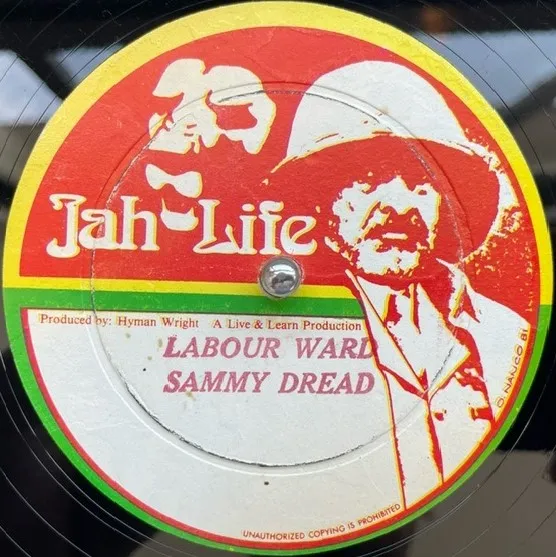 Jah Life
Produced by: Hyman Wright A Live & Learn Production
LABOUR WARD
SAMMY DREAD
© NANCO 81
UNAUTHORIZED COPYING IS PROHIBITED